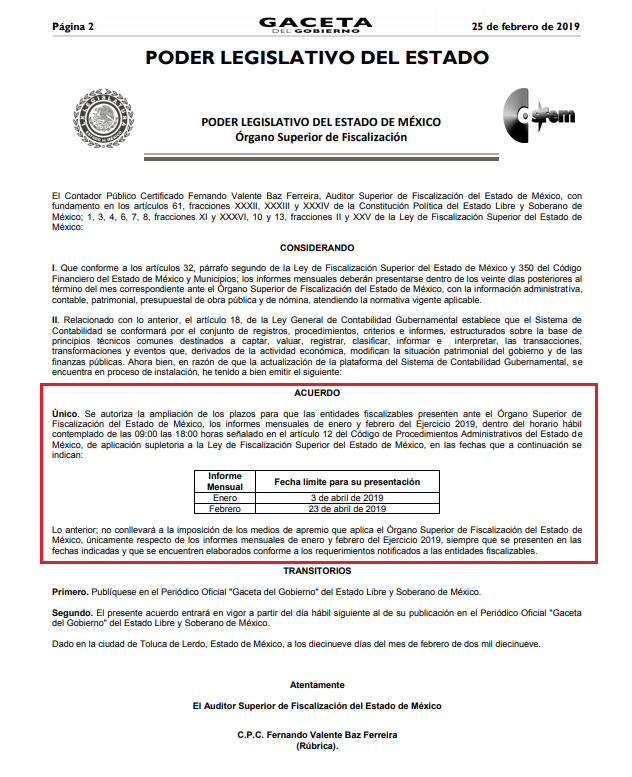 Página 2
GACETA
DEL GOBIERNO
25 de febrero de 2019
PODER LEGISLATIVO DEL ESTADO
PODER LEGISLATIVO DEL ESTADO DE MÉXICO
Órgano Superior de Fiscalización
osfem
El Contador Público Certificado Fernando Valente Baz Ferreira, Auditor Superior de Fiscalización del Estado de México, con
fundamento en los artículos 61, fracciones XXXII, XXXIII y XXXIV de la Constitución Política del Estado Libre y Soberano de
México; 1, 3, 4, 6, 7, 8, fracciones XI y XXXVI, 10 y 13, fracciones II y XXV de la Ley de Fiscalización Superior del Estado de
México:
CONSIDERANDO
I. Que conforme a los artículos 32, párrafo segundo de la Ley de Fiscalización Superior del Estado de México y 350 del Código
Financiero del Estado de México y Municipios; los informes mensuales deberán presentarse dentro de los veinte días posteriores al
término del mes correspondiente ante el Órgano Superior de Fiscalización del Estado de México, con la información administrativa,
contable, patrimonial, presupuestal de obra pública y de nómina, atendiendo la normativa vigente aplicable.
II. Relacionado con lo anterior, el artículo 18, de la Ley General de Contabilidad Gubernamental establece que el Sistema de
Contabilidad se conformará por el conjunto de registros, procedimientos, criterios e informes, estructurados sobre la base de
principios técnicos comunes destinados a captar, valuar, registrar, clasificar, informar e interpretar, las transacciones,
transformaciones y eventos que, derivados de la actividad económica, modifican la situación patrimonial del gobierno y de las
finanzas públicas. Ahora bien, en razón de que la actualización de la plataforma del Sistema de Contabilidad Gubernamental, se
encuentra en proceso de instalación, he tenido a bien emitir el siguiente:
ACUERDO
Único. Se autoriza la ampliación de los plazos para que las entidades fiscalizables presenten ante el Órgano Superior de
Fiscalización del Estado de México, los informes mensuales de enero y febrero del Ejercicio 2019, dentro del horario hábil
contemplado de las 09:00 las 18:00 horas señalado en el artículo 12 del Código de Procedimientos Administrativos del Estado de
México, de aplicación supletoria a la Ley de Fiscalización Superior del Estado de México, en las fechas que a continuación se
indican:
Informe Mensual Fecha límite para su presentación
Enero 3 de abril de 2019
Febrero 23 de abril de 2019
Lo anterior; no conllevará a la imposición de los medios de apremio que aplica el Órgano Superior de Fiscalización del Estado de
México, únicamente respecto de los informes mensuales de enero y febrero del Ejercicio 2019, siempre que se presenten en las
fechas indicadas y que se encuentren elaborados conforme a los requerimientos notificados a las entidades fiscalizables.
TRANSITORIOS
Primero. Publíquese en el Periódico Oficial "Gaceta del Gobierno" del Estado Libre y Soberano de México.
Segundo. El presente acuerdo entrará en vigor a partir del día hábil siguiente al de su publicación en el Periódico Oficial "Gaceta
del Gobierno" del Estado Libre y Soberano de México.
Dado en la ciudad de Toluca de Lerdo, Estado de México, a los diecinueve días del mes de febrero de dos mil diecinueve.
Atentamente
El Auditor Superior de Fiscalización del Estado de México
C.P.C. Fernando Valente Baz Ferreira
(Rúbrica).